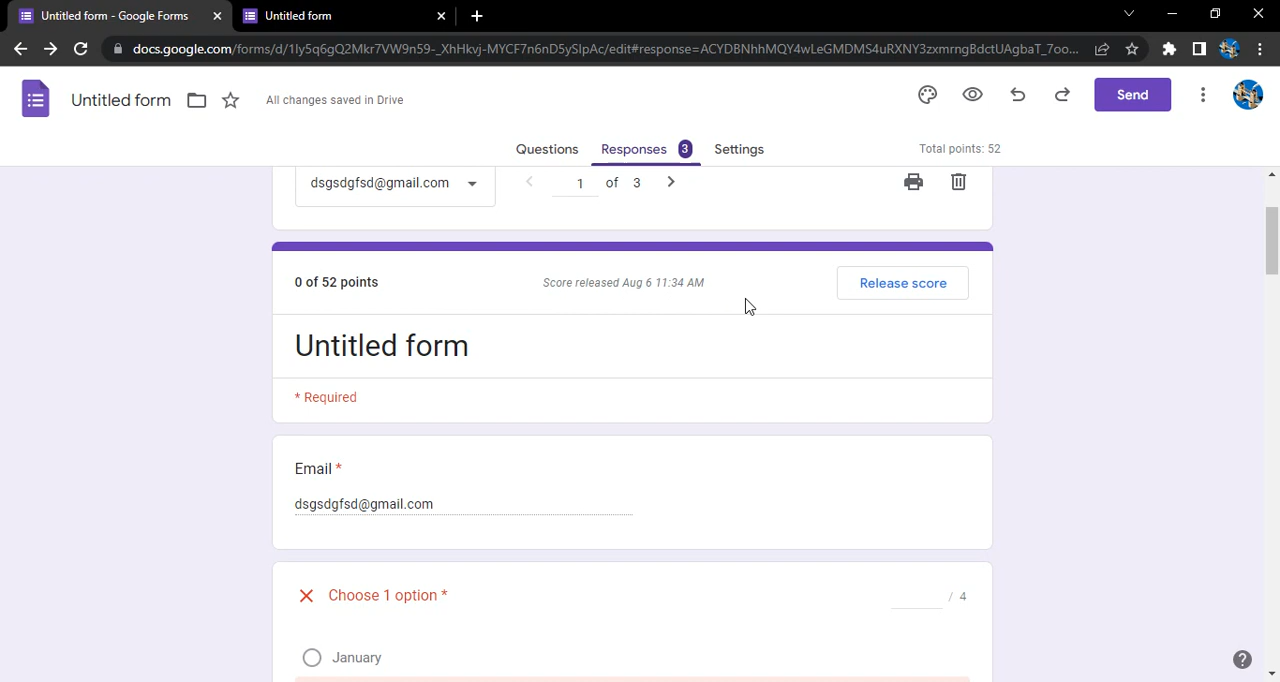 Untitled form - Google Forms
Untitled form
docs.google.com/forms/d/1ly5q6gQ2Mkr7VW9n59-_XhHkvj-MYCF7n6nD5ySlpAc/edit#response=ACYDBNhhMQY4wLeGMDMS4uRXNY3zxmrngBdctUAgbaT_7oo...
Untitled form
All changes saved in Drive
Send
Questions
Responses 3
Settings
Total points: 52
dsgsdgfsd@gmail.com
1 of 3
0 of 52 points
Score released Aug 6 11:34 AM
Release score
Untitled form
* Required
Email *
dsgsdgfsd@gmail.com
Choose 1 option *
/ 4
January